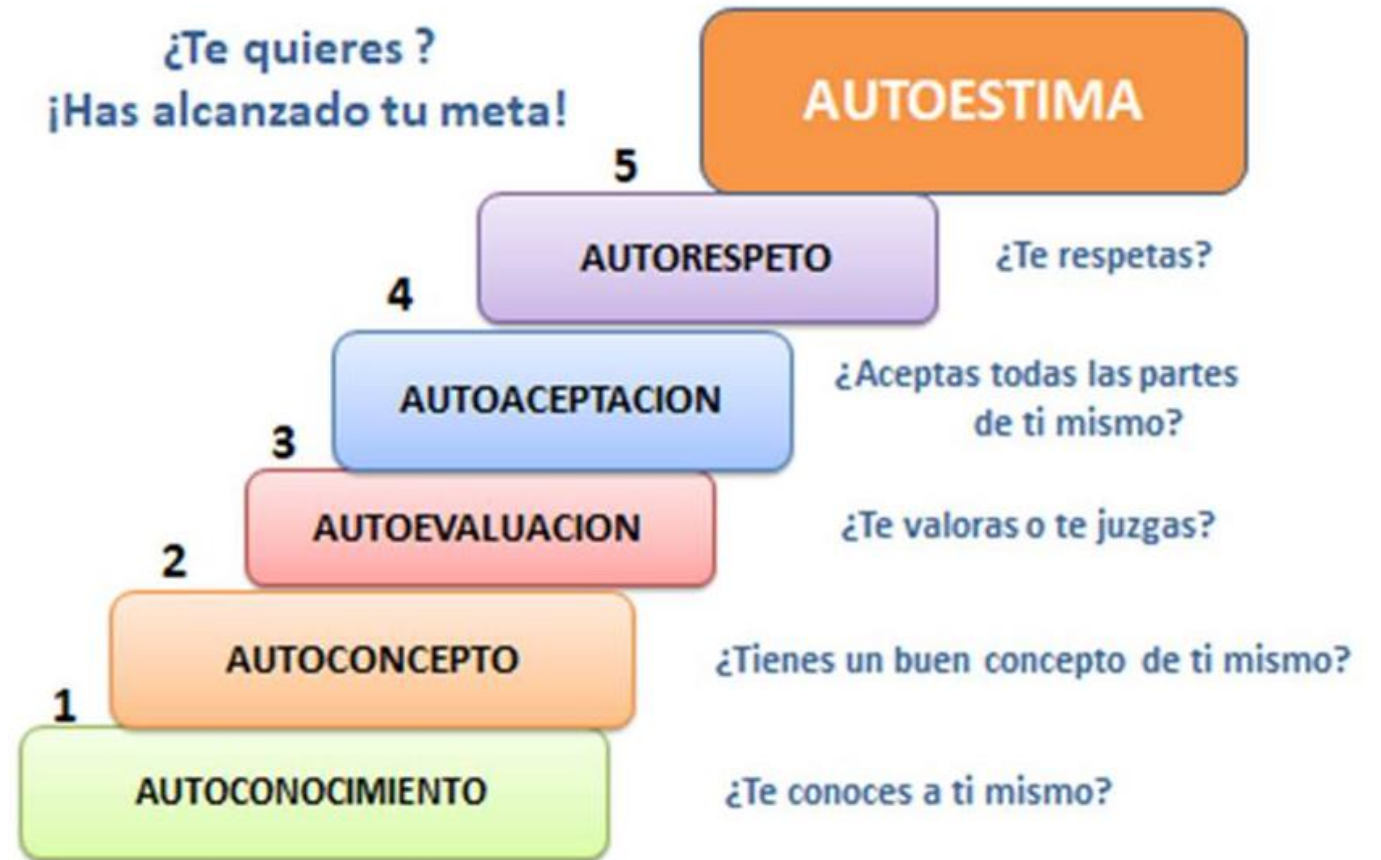 ¿Te quieres ?
¡Has alcanzado tu meta!
AUTOESTIMA
5
AUTORESPETO
¿Te respetas?
4
AUTOACEPTACION
¿Aceptas todas las partes
de ti mismo?
3
AUTOEVALUACION
¿Te valoras o te juzgas?
2
AUTOCONCEPTO
¿Tienes un buen concepto de ti mismo?
1
AUTOCONOCIMIENTO
¿Te conoces a ti mismo?